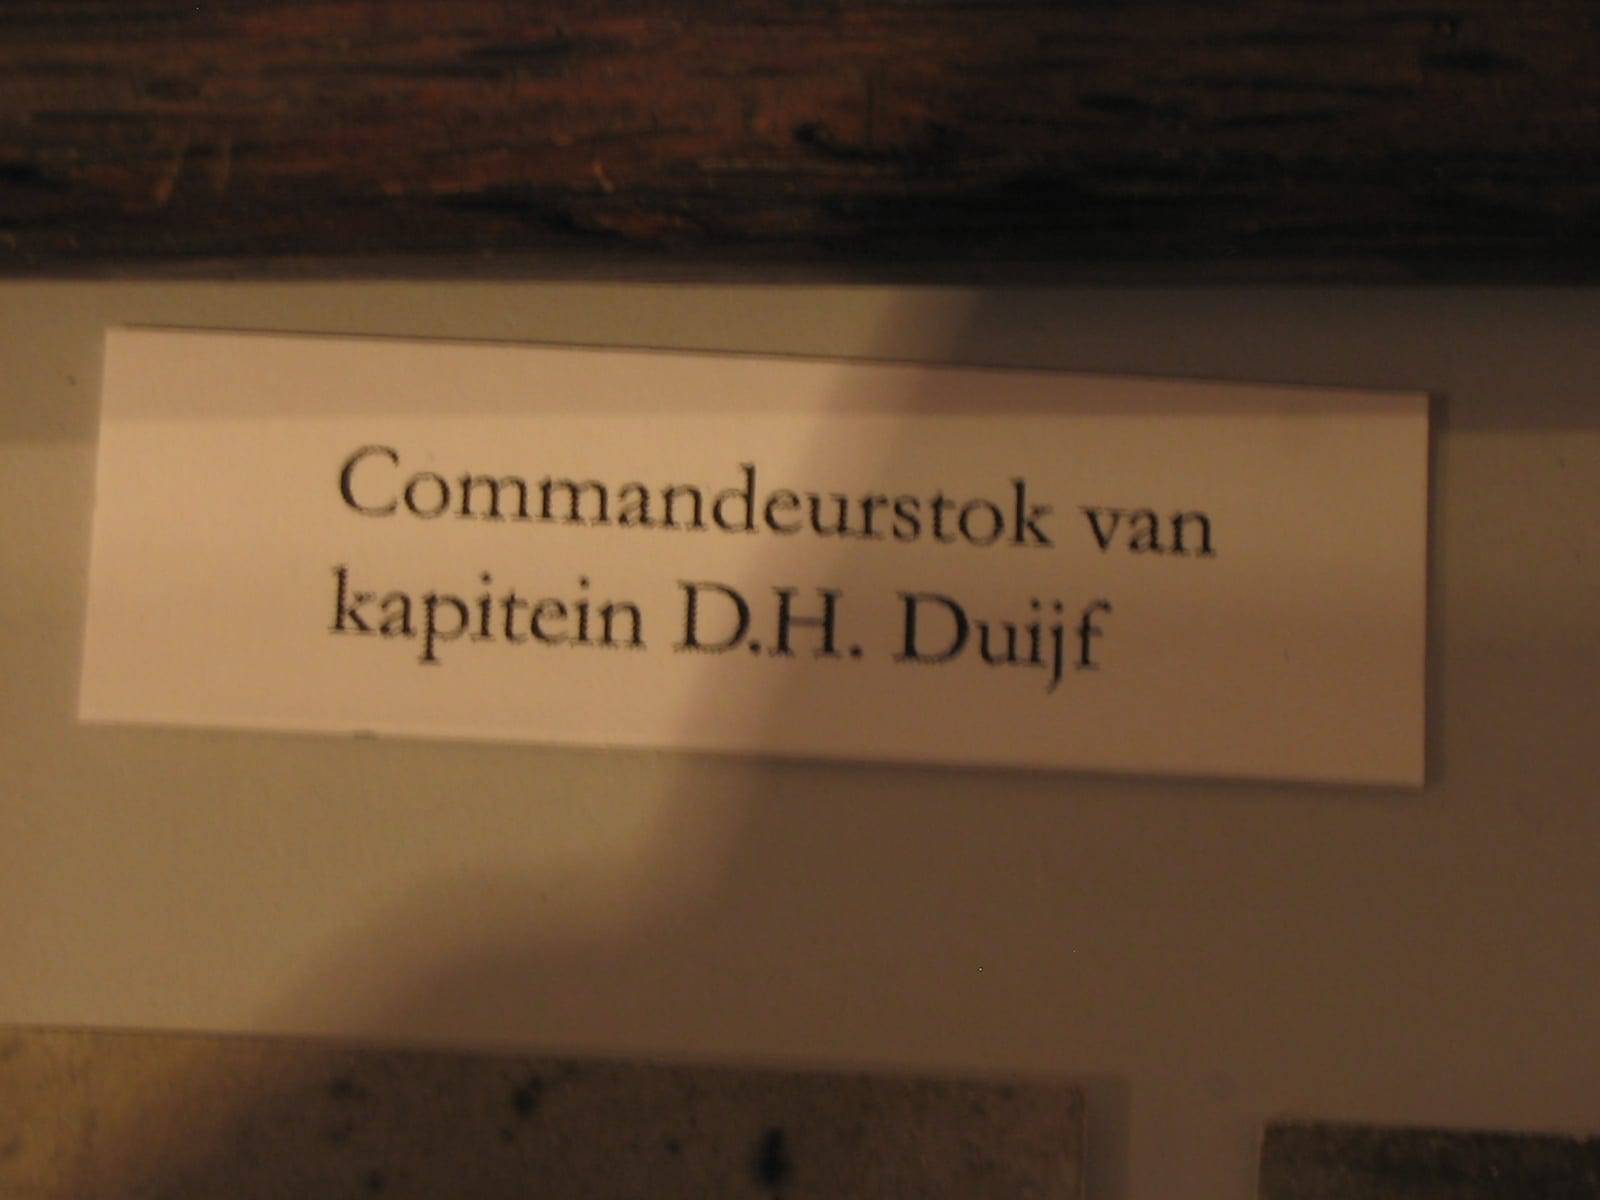 Commandeurstok van
kapitein D.H. Duijf